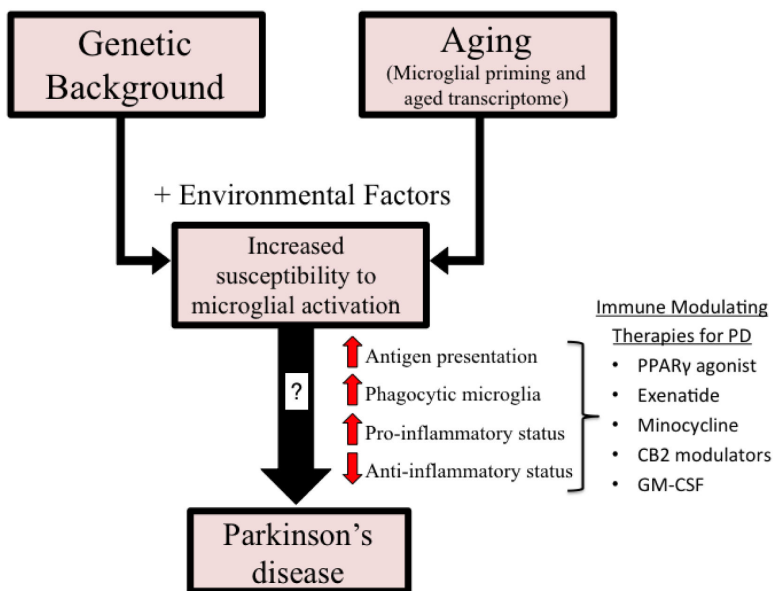 Genetic
Background
Aging
(Microglial priming and
aged transcriptome)
+ Environmental Factors
Increased
susceptibility to
microglial activation
?
Antigen presentation
Phagocytic microglia
Pro-inflammatory status
Anti-inflammatory status
Immune Modulating
Therapies for PD
• PPARγ agonist
• Exenatide
• Minocycline
• CB2 modulators
• GM-CSF
Parkinson's
disease